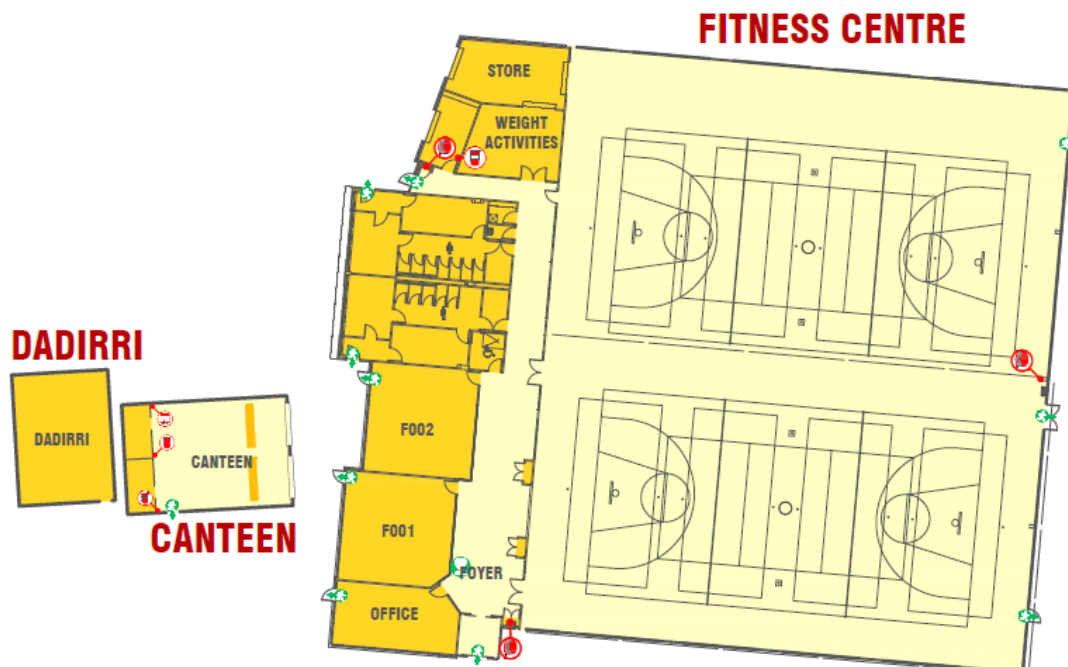 FITNESS CENTRE
STORE
WEIGHT
ACTIVITIES
DADIRRI
DADIRRI
F002
CANTEEN
CANTEEN
F001
FOYER
OFFICE